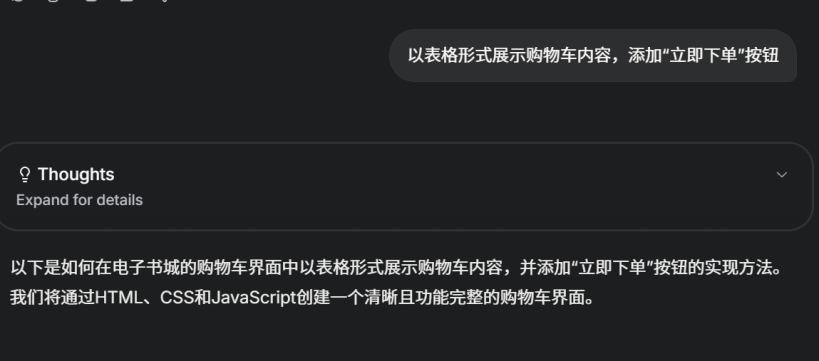 以表格形式展示购物车内容，添加“立即下单”按钮
Thoughts
Expand for details
以下是如何在电子书城的购物车界面中以表格形式展示购物车内容，并添加“立即下单”按钮的实现方法。
我们将通过HTML、CSS和JavaScript创建一个清晰且功能完整的购物车界面。